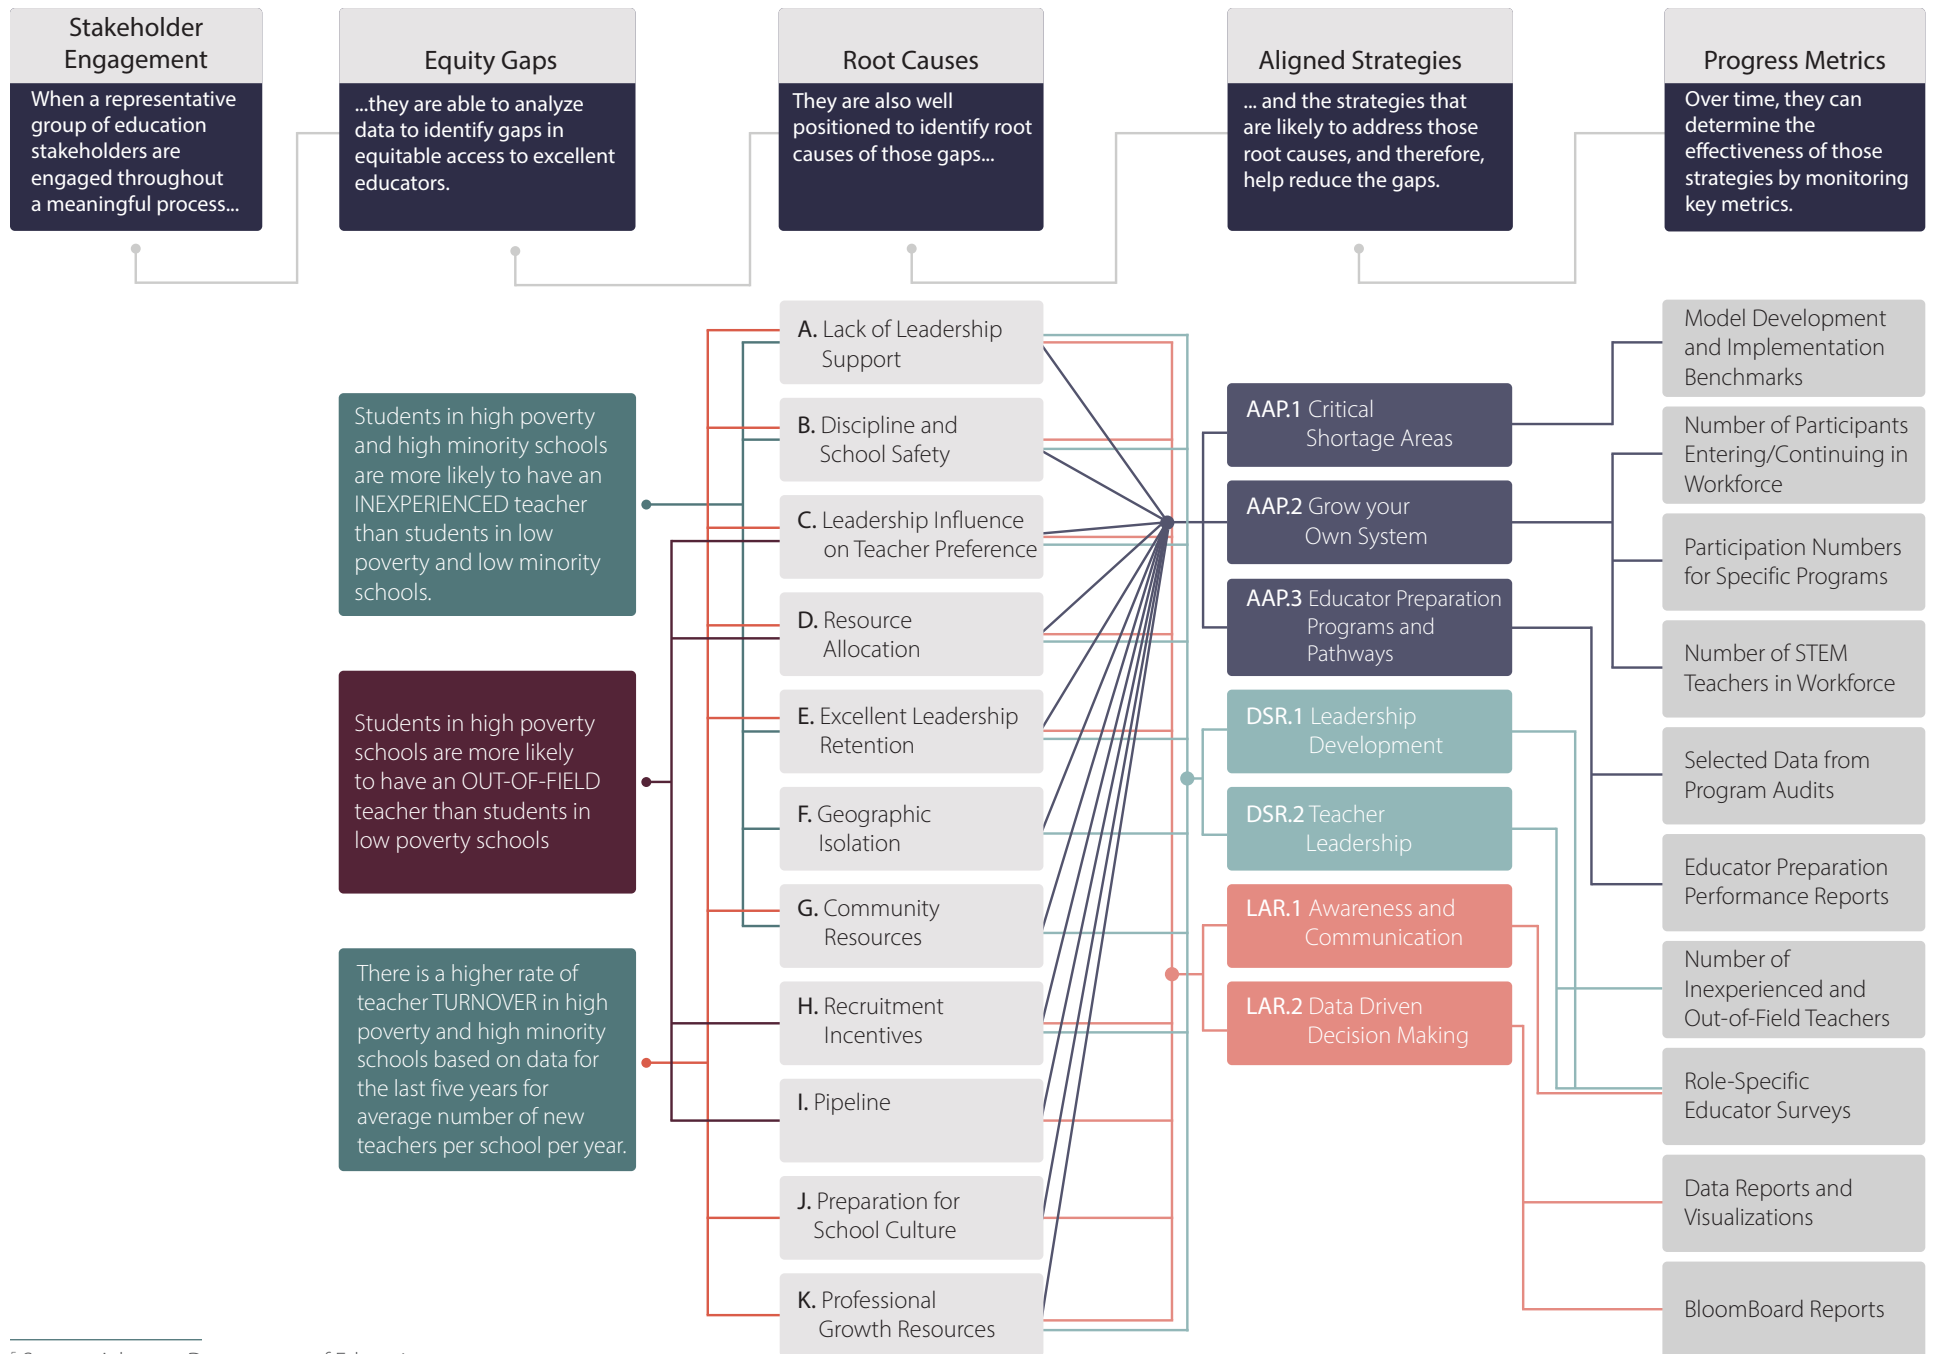 Stakeholder
Engagement
When a representative
group of education
stakeholders are
engaged throughout
a meaningful process...
Equity Gaps
...they are able to analyze
data to identify gaps in
equitable access to excellent
educators.
Root Causes
They are also well
positioned to identify root
causes of those gaps...
Aligned Strategies
... and the strategies that
are likely to address those
root causes, and therefore,
help reduce the gaps.
Progress Metrics
Over time, they can
determine the
effectiveness of those
strategies by monitoring
key metrics.
Students in high poverty
and high minority schools
are more likely to have an
INEXPERIENCED teacher
than students in low
poverty and low minority
schools.
Students in high poverty
schools are more likely
to have an OUT-OF-FIELD
teacher than students in
low poverty schools
There is a higher rate of
teacher TURNOVER in high
poverty and high minority
schools based on data for
the last five years for
average number of new
teachers per school per year.
A. Lack of Leadership
Support
B. Discipline and
School Safety
C. Leadership Influence
on Teacher Preference
D. Resource
Allocation
E. Excellent Leadership
Retention
F. Geographic
Isolation
G. Community
Resources
H. Recruitment
Incentives
I. Pipeline
J. Preparation for
School Culture
K. Professional
Growth Resources
AAP.1 Critical
Shortage Areas
AAP.2 Grow your
Own System
AAP.3 Educator Preparation
Programs and
Pathways
DSR.1 Leadership
Development
DSR.2 Teacher
Leadership
LAR.1 Awareness and
Communication
LAR.2 Data Driven
Decision Making
Model Development
and Implementation
Benchmarks
Number of Participants
Entering/Continuing in
Workforce
Participation Numbers
for Specific Programs
Number of STEM
Teachers in Workforce
Selected Data from
Program Audits
Educator Preparation
Performance Reports
Number of
Inexperienced and
Out-of-Field Teachers
Role-Specific
Educator Surveys
Data Reports and
Visualizations
BloomBoard Reports